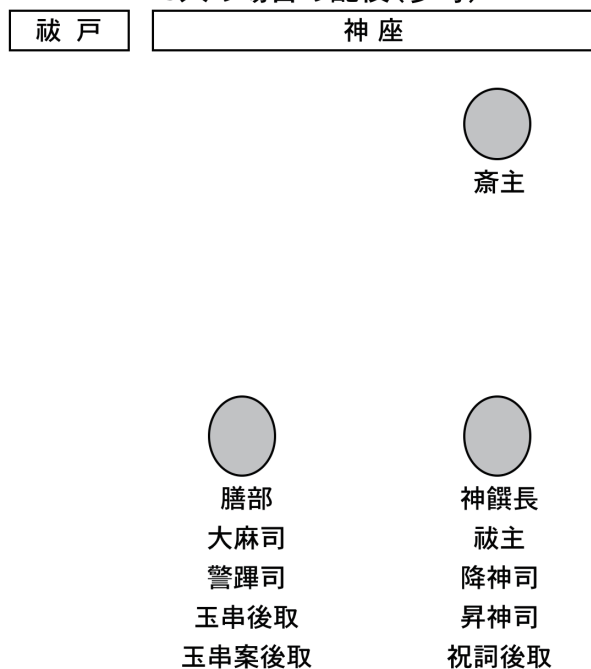 祓 戸
神 座
斎主
膳部
大麻司
警蹕司
玉串後取
玉串案後取
神饌長
祓主
降神司
昇神司
祝詞後取